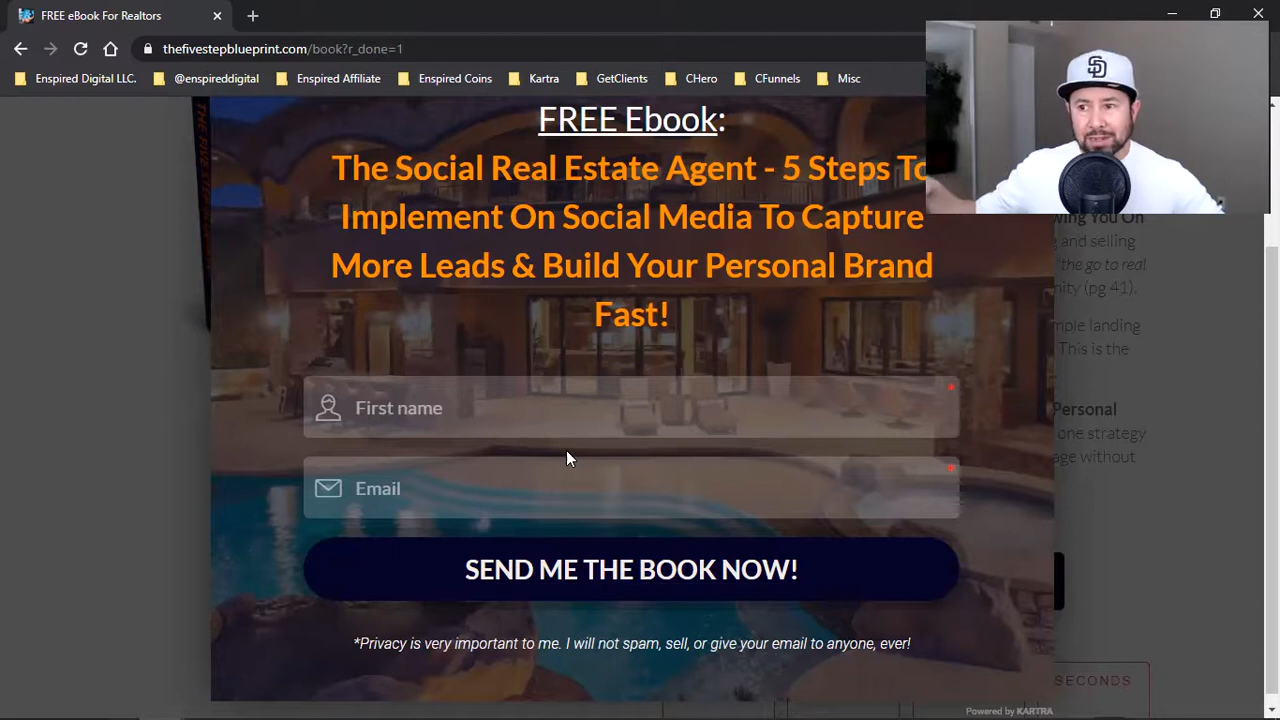 FREE eBook For Realtors
thefivestepblueprint.com/book?r_done=1
Enspired Digital LLC. @enspireddigital Enspired Affiliate Enspired Coins Kartra GetClients CHero CFunnels Misc
SD
FREE Ebook:
The Social Real Estate Agent - 5 Steps To
Implement On Social Media To Capture
More Leads & Build Your Personal Brand
Fast!
wing You On
g and selling
"the go to real
nity (pg 41).
mple landing
This is the
Personal
one strategy
age without
First name *
Email *
SEND ME THE BOOK NOW!
*Privacy is very important to me. I will not spam, sell, or give your email to anyone, ever!
SECONDS
Powered by KARTRA